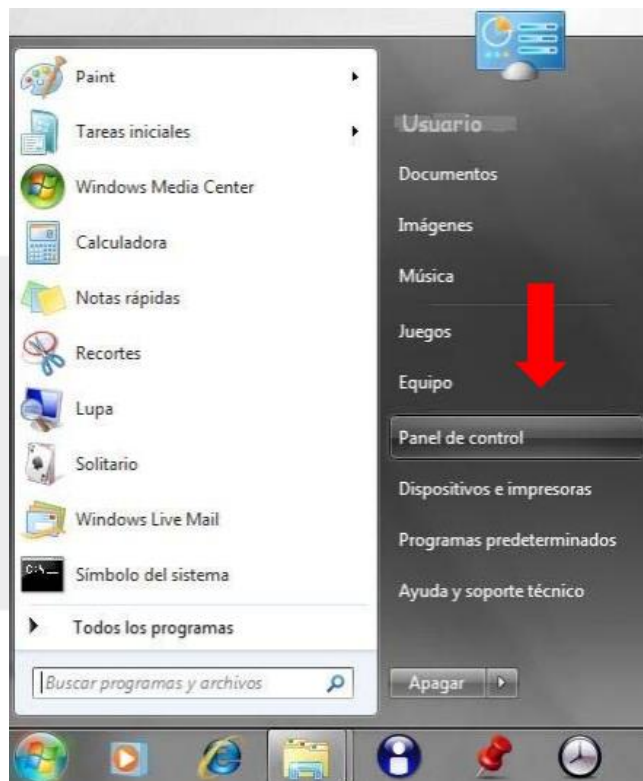 Paint
Tareas iniciales
Windows Media Center
Calculadora
Notas rápidas
Recortes
Lupa
Solitario
Windows Live Mail
C:\_
Símbolo del sistema
Todos los programas
Buscar programas y archivos
Usuario
Documentos
Imágenes
Música
Juegos
Equipo
Panel de control
Dispositivos e impresoras
Programas predeterminados
Ayuda y soporte técnico
Apagar